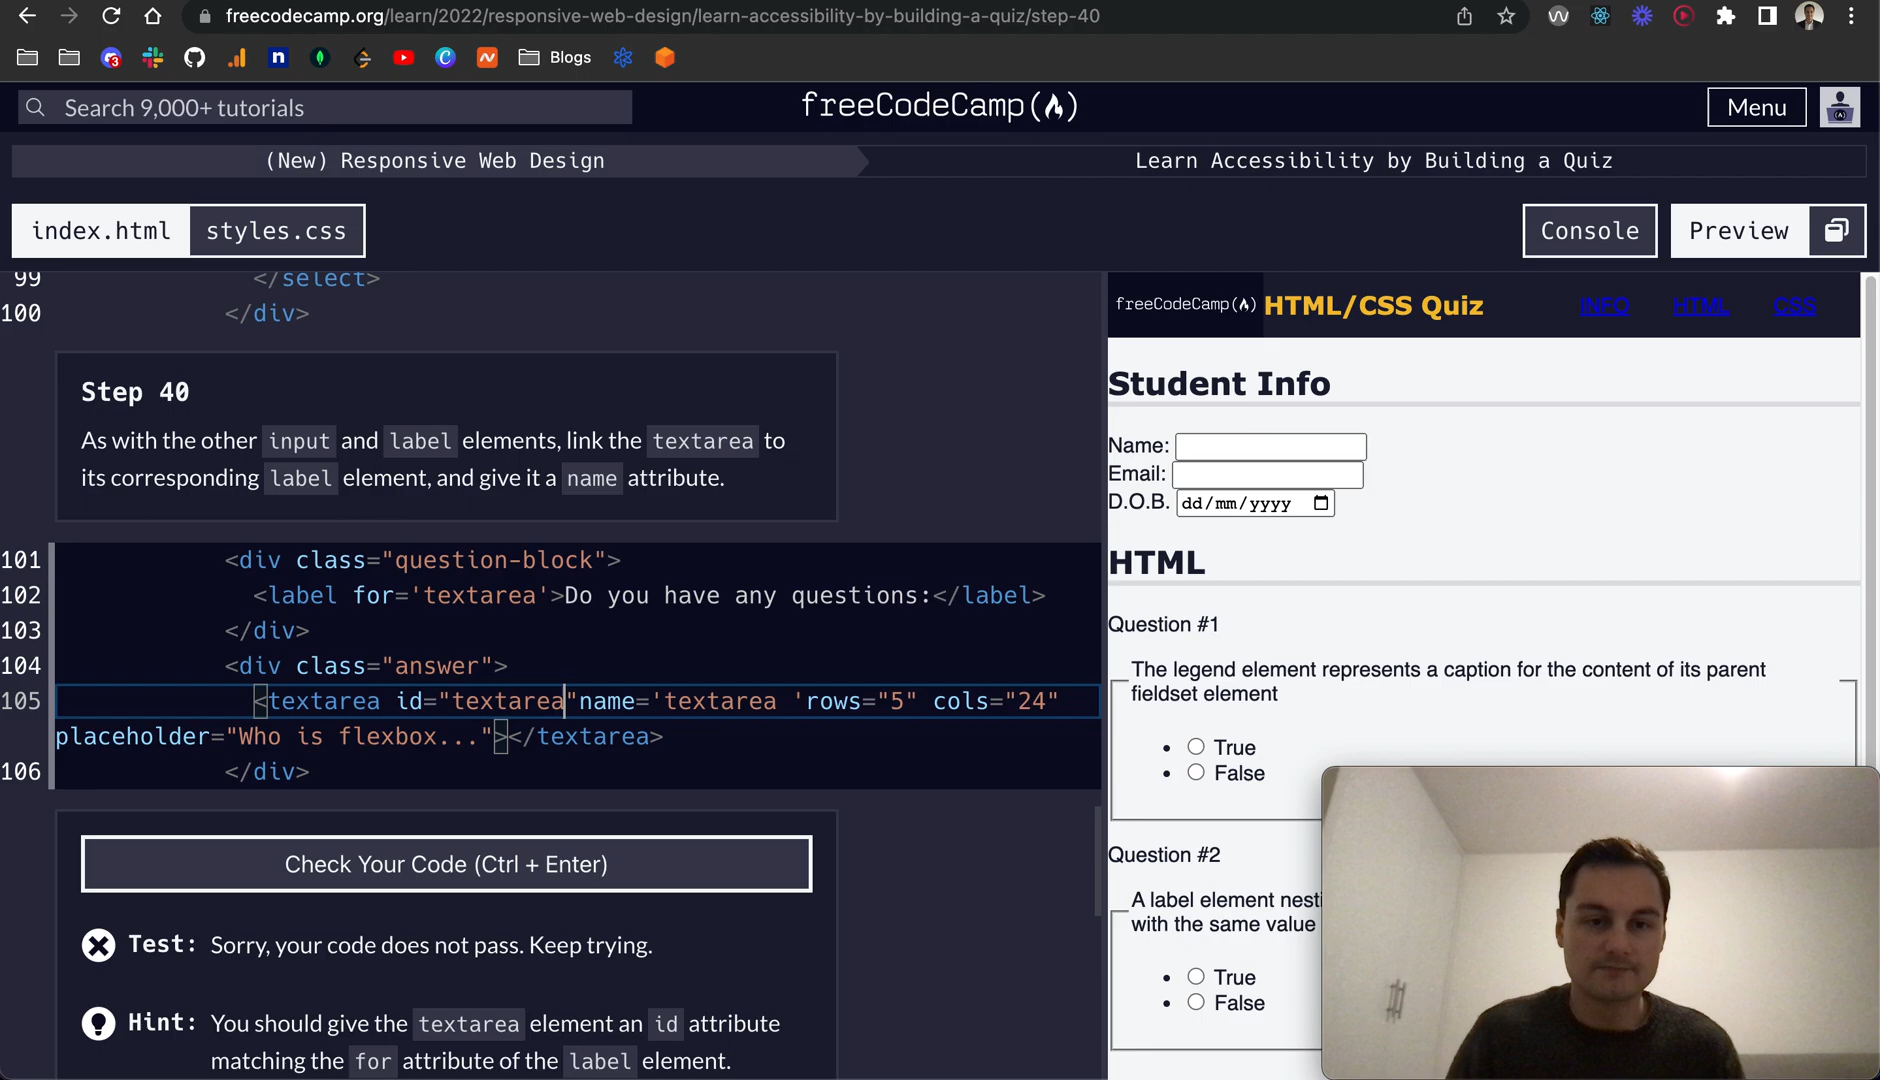 freecodecamp.org/learn/2022/responsive-web-design/learn-accessibility-by-building-a-quiz/step-40
3
n
C
Blogs
Search 9,000+ tutorials
freeCodeCamp(🔥)
Menu
(New) Responsive Web Design
Learn Accessibility by Building a Quiz
index.html
styles.css
Console
Preview
99 </select>
100 </div>
Step 40
As with the other input and label elements, link the textarea to
its corresponding label element, and give it a name attribute.
101 <div class="question-block">
102 <label for='textarea'>Do you have any questions:</label>
103 </div>
104 <div class="answer">
105 <textarea id="textarea"name='textarea 'rows="5" cols="24"
placeholder="Who is flexbox..."></textarea>
106 </div>
Check Your Code (Ctrl + Enter)
Test: Sorry, your code does not pass. Keep trying.
Hint: You should give the textarea element an id attribute
matching the for attribute of the label element.
freeCodeCamp(🔥)
HTML/CSS Quiz
INFO
HTML
CSS
Student Info
Name:
Email:
D.O.B. dd/mm/yyyy
HTML
Question #1
The legend element represents a caption for the content of its parent
fieldset element
True
False
Question #2
A label element nesti
with the same value
True
False